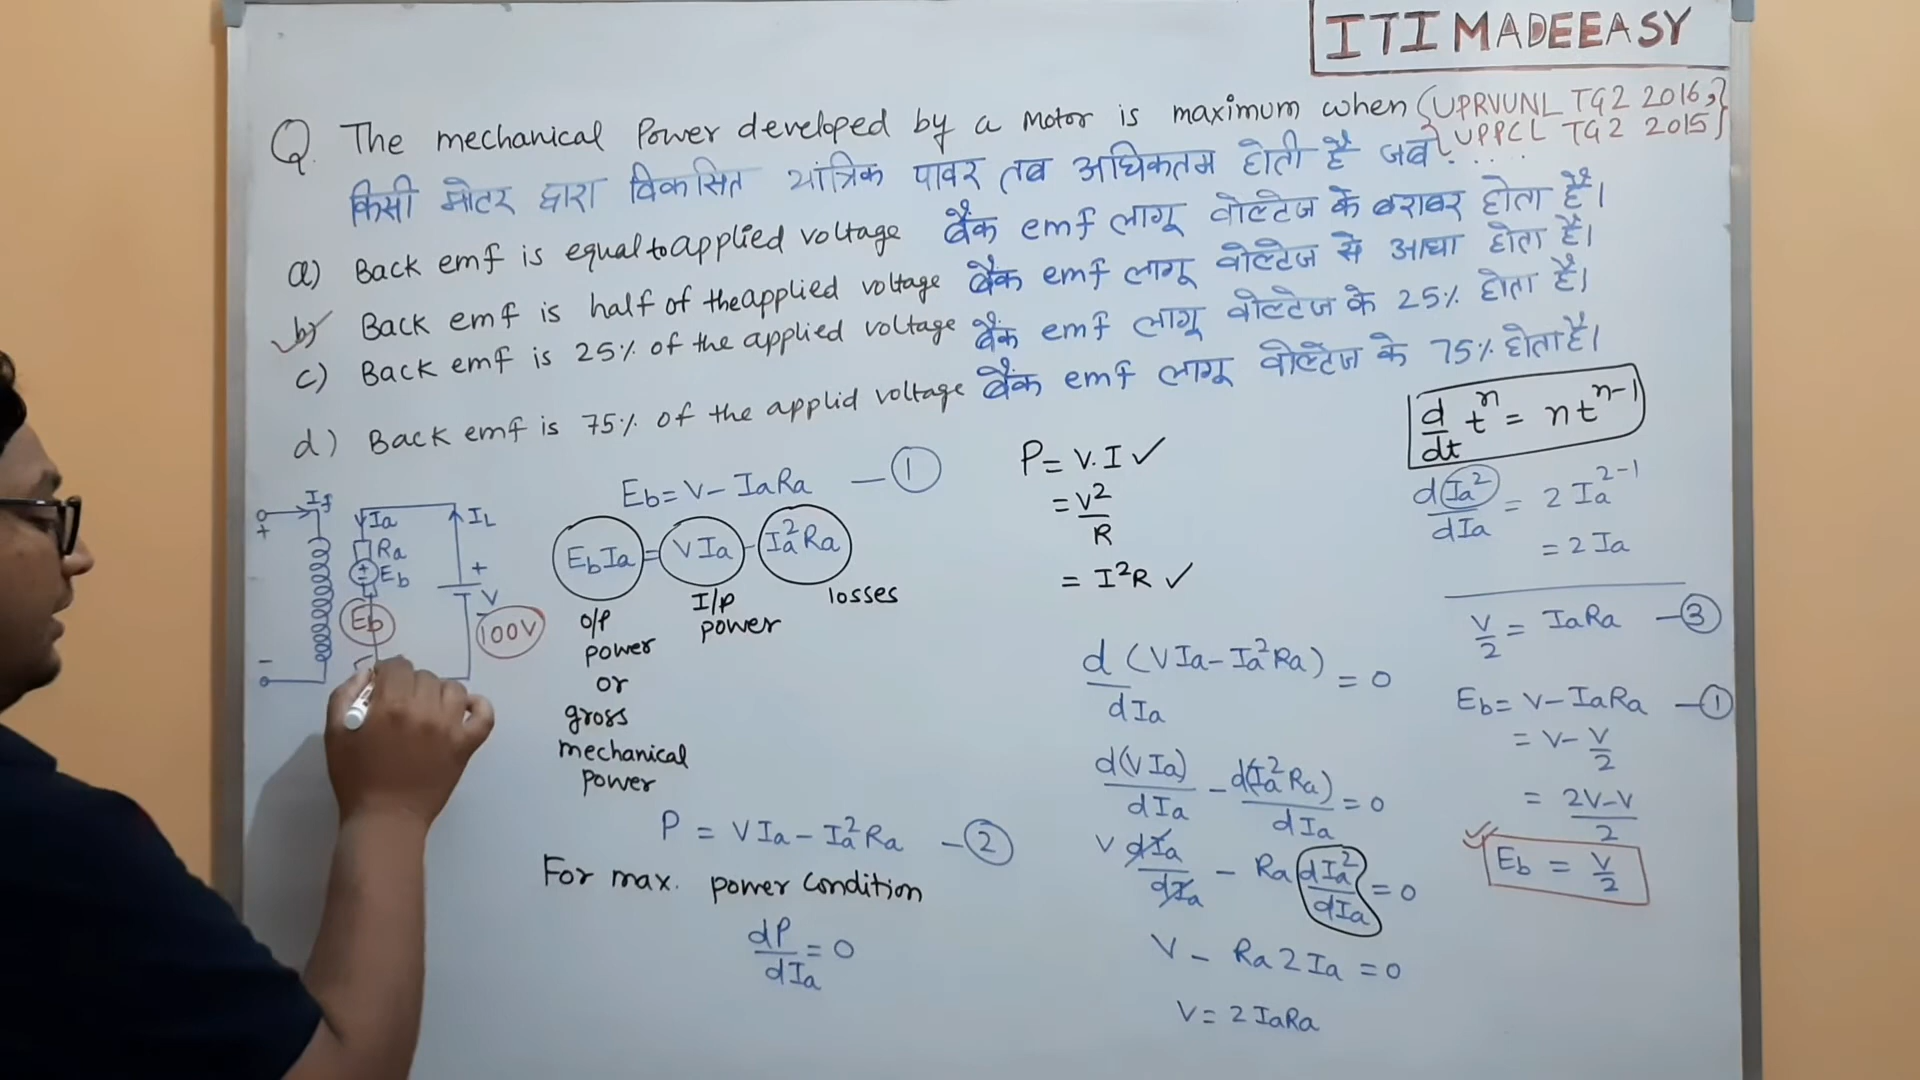 ITI MADEEASY
Q. The mechanical Power developed by a motor is maximum when {UPRVUNL TG2 2016,}
{UPPCL TG2 2015}
किसी मोटर द्वारा विकसित यांत्रिक पावर तब अधिकतम होती है जब . . . .
a) Back emf is equal to applied voltage बैक emf लागू वोल्टेज के बराबर होता है।
b) Back emf is half of the applied voltage बैक emf लागू वोल्टेज से आधा होता है।
c) Back emf is 25% of the applied voltage बैक emf लागू वोल्टेज के 25% होता है।
d) Back emf is 75% of the applid voltage बैक emf लागू वोल्टेज के 75% होता है।
If
+
-
Ia
Ra
± Eb
Eb
IL
+
V
-
100V
Eb = V - IaRa - ①
EbIa = VIa - Ia²Ra
o/p
power
or
gross
mechanical
power
I/P
power
losses
P = VIa - Ia²Ra - ②
For max. power condition
dP/dIa = 0
P = V.I ✓
= V²/R
= I²R ✓
d/dIa (VIa - Ia²Ra) = 0
d(VIa)/dIa - d(Ia²Ra)/dIa = 0
V dIa/dIa - Ra dIa²/dIa = 0
V - Ra 2Ia = 0
V = 2IaRa
d/dt t^n = n t^(n-1)
d(Ia²)/dIa = 2 Ia^(2-1)
= 2Ia
V/2 = IaRa - ③
Eb = V - IaRa - ①
= V - V/2
= (2V-V)/2
Eb = V/2